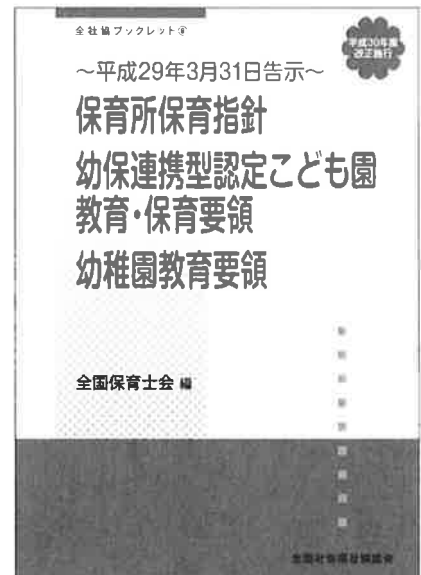 全社協ブックレット⑧
平成30年度
改正施行
～平成29年3月31日告示～
保育所保育指針
幼保連携型認定こども園
教育・保育要領
幼稚園教育要領
全国保育士会 編
全国社会福祉協議会